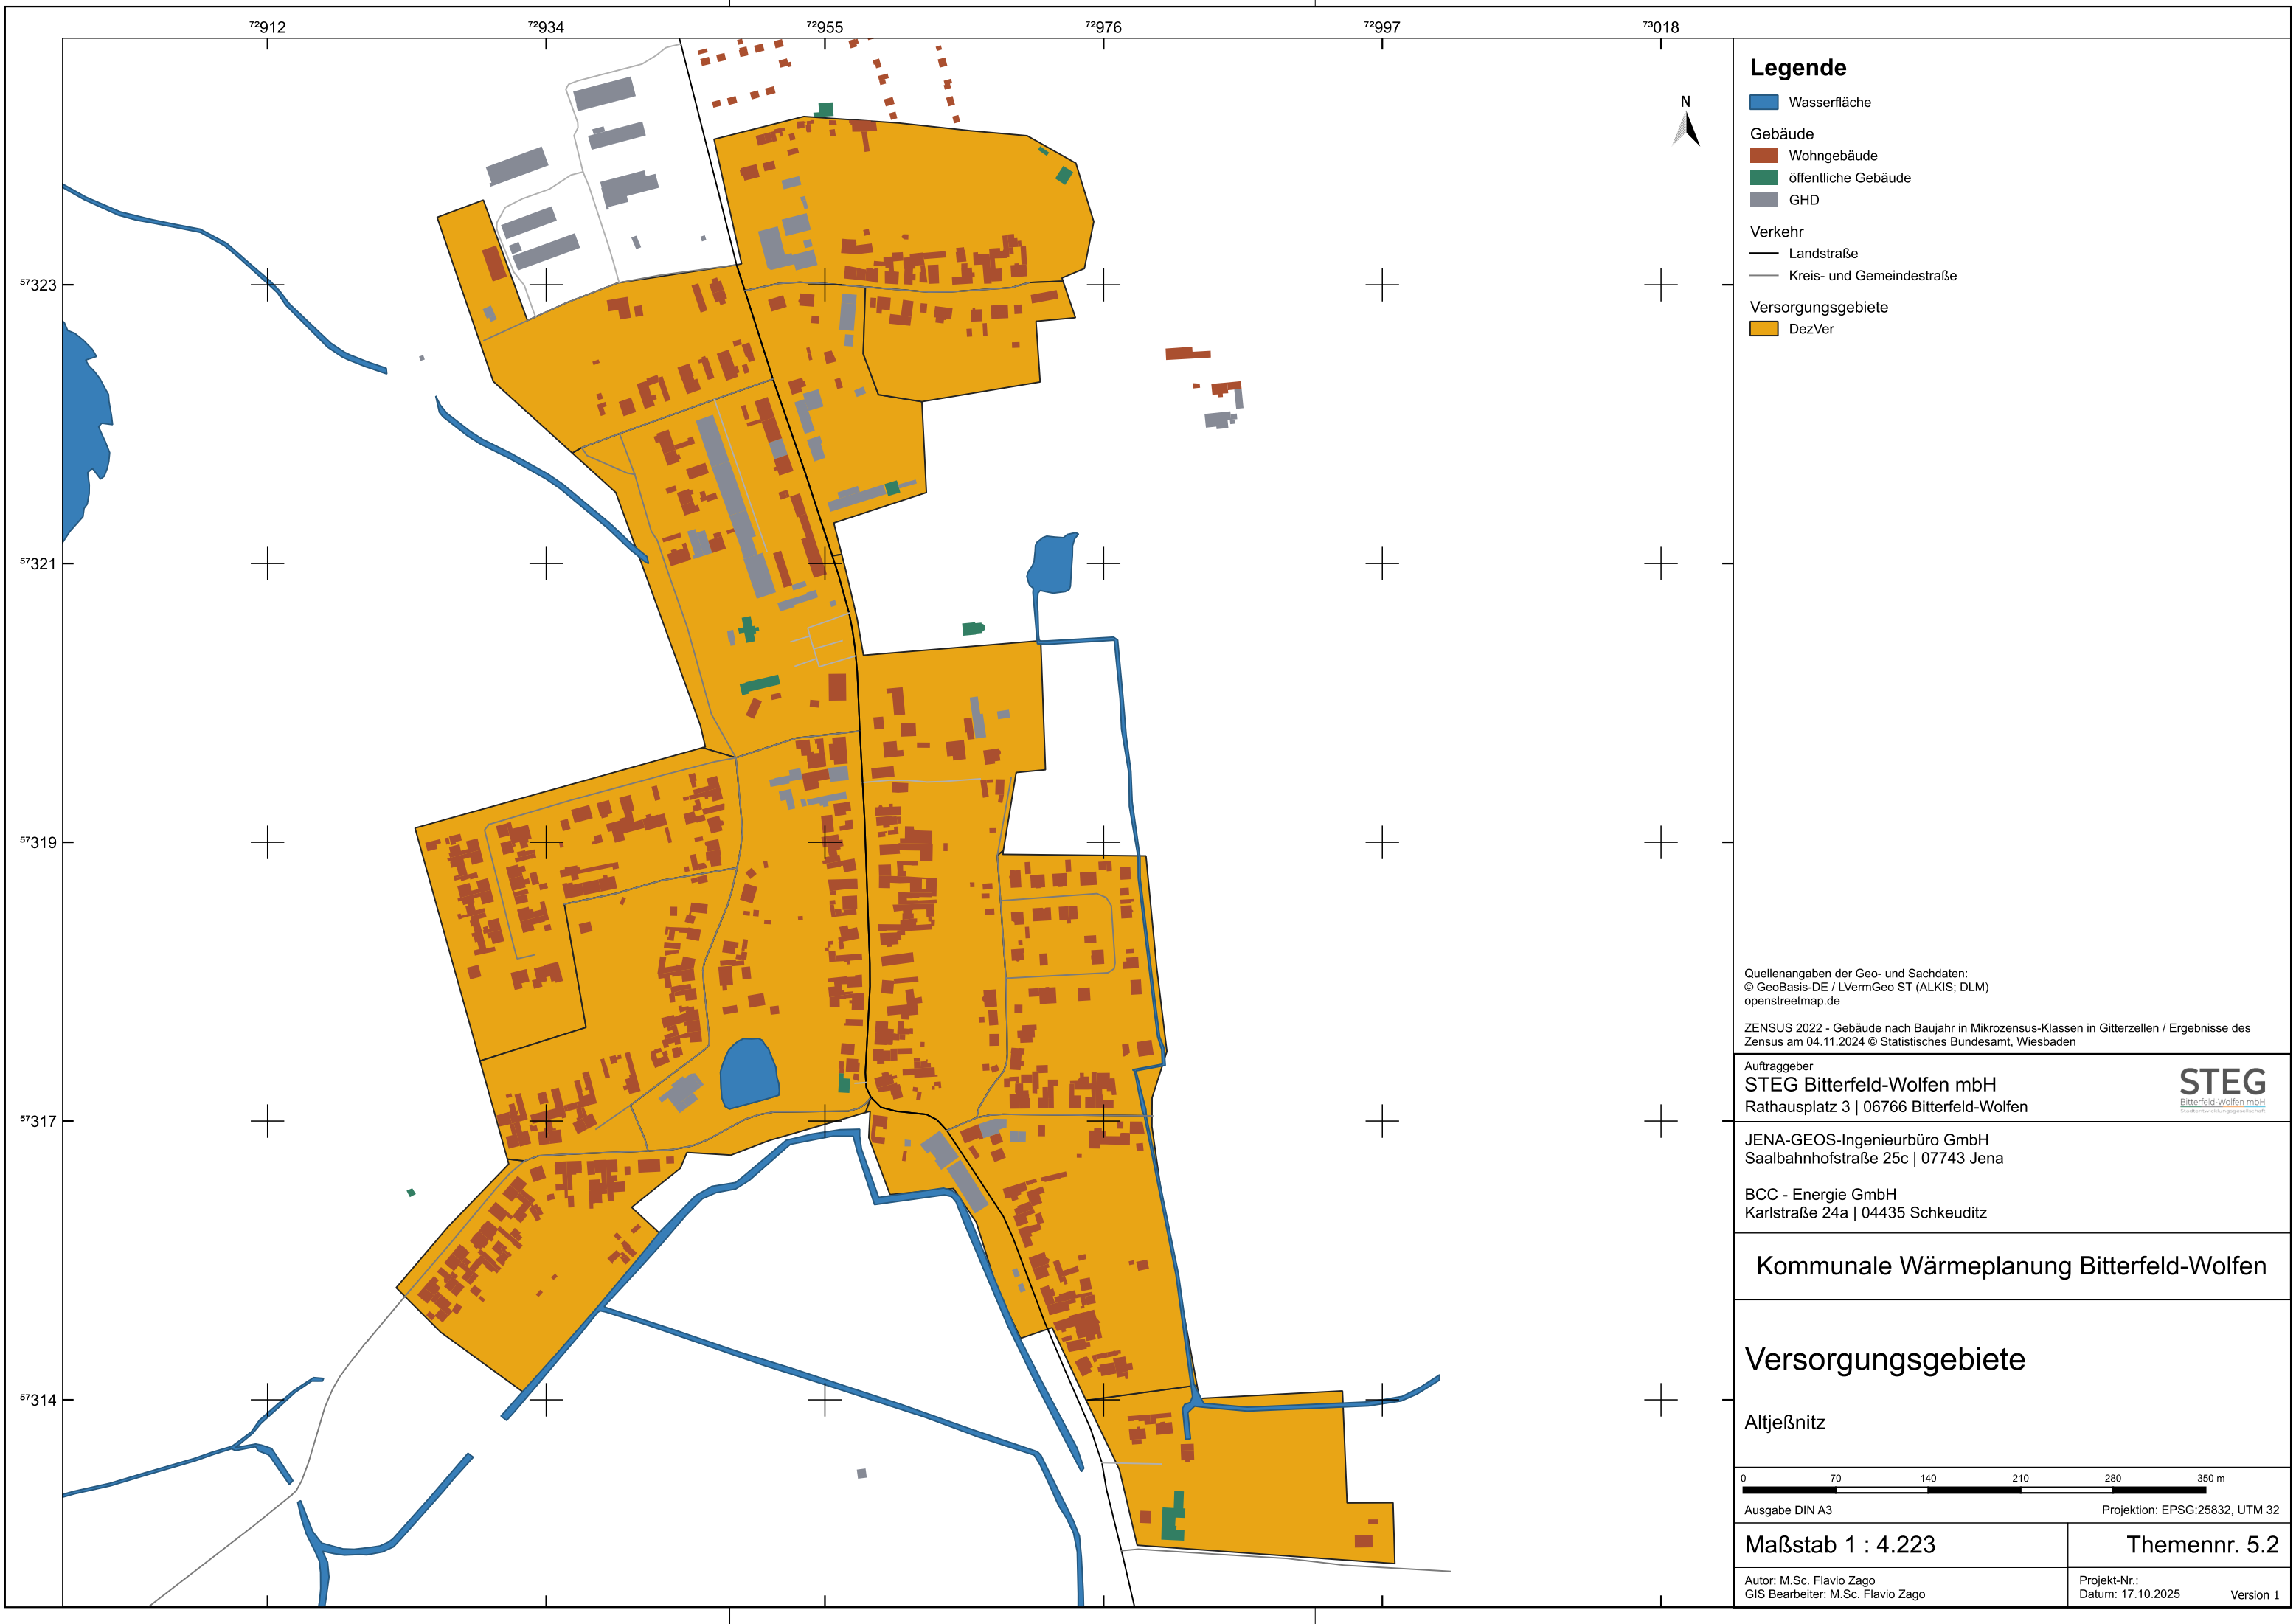 ⁷²912
⁷²934
⁷²955
⁷²976
⁷²997
⁷³018
⁵⁷323
⁵⁷321
⁵⁷319
⁵⁷317
⁵⁷314
N
Legende
Wasserfläche
Gebäude
Wohngebäude
öffentliche Gebäude
GHD
Verkehr
Landstraße
Kreis- und Gemeindestraße
Versorgungsgebiete
DezVer
Quellenangaben der Geo- und Sachdaten:
© GeoBasis-DE / LVermGeo ST (ALKIS; DLM)
openstreetmap.de
ZENSUS 2022 - Gebäude nach Baujahr in Mikrozensus-Klassen in Gitterzellen / Ergebnisse des
Zensus am 04.11.2024 © Statistisches Bundesamt, Wiesbaden
Auftraggeber
STEG Bitterfeld-Wolfen mbH
Rathausplatz 3 | 06766 Bitterfeld-Wolfen
STEG
Bitterfeld-Wolfen mbH
Stadtentwicklungsgesellschaft
JENA-GEOS-Ingenieurbüro GmbH
Saalbahnhofstraße 25c | 07743 Jena
BCC - Energie GmbH
Karlstraße 24a | 04435 Schkeuditz
Kommunale Wärmeplanung Bitterfeld-Wolfen
Versorgungsgebiete
Altjeßnitz
0 70 140 210 280 350 m
Ausgabe DIN A3 Projektion: EPSG:25832, UTM 32
Maßstab 1 : 4.223 Themennr. 5.2
Autor: M.Sc. Flavio Zago
GIS Bearbeiter: M.Sc. Flavio Zago
Projekt-Nr.:
Datum: 17.10.2025 Version 1